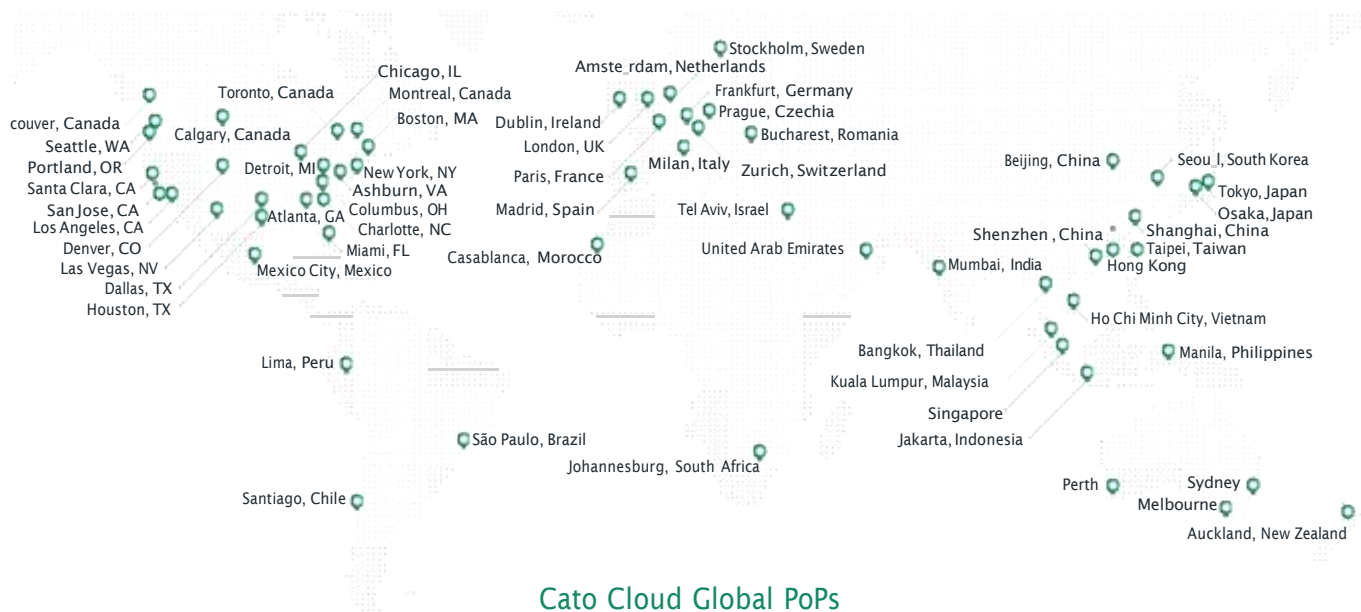 Stockholm, Sweden
Amste_rdam, Netherlands
Chicago, IL
Toronto, Canada
Montreal, Canada
Frankfurt, Germany
Prague, Czechia
Boston, MA
couver, Canada
Calgary, Canada
Dublin, Ireland
Bucharest, Romania
Seattle, WA
London, UK
Portland, OR
Detroit, MI
New York, NY
Milan, Italy
Zurich, Switzerland
Beijing, China
Seou_l, South Korea
Santa Clara, CA
Ashburn, VA
Paris, France
Tokyo, Japan
San Jose, CA
Columbus, OH
Madrid, Spain
Tel Aviv, Israel
Osaka, Japan
Los Angeles, CA
Atlanta, GA
Charlotte, NC
Shenzhen , China
Shanghai, China
Denver, CO
Miami, FL
Casablanca, Morocco
United Arab Emirates
Taipei, Taiwan
Las Vegas, NV
Mexico City, Mexico
Mumbai, India
Hong Kong
Dallas, TX
Houston, TX
Ho Chi Minh City, Vietnam
Bangkok, Thailand
Manila, Philippines
Lima, Peru
Kuala Lumpur, Malaysia
Singapore
São Paulo, Brazil
Jakarta, Indonesia
Johannesburg, South Africa
Perth
Sydney
Santiago, Chile
Melbourne
Auckland, New Zealand
Cato Cloud Global PoPs